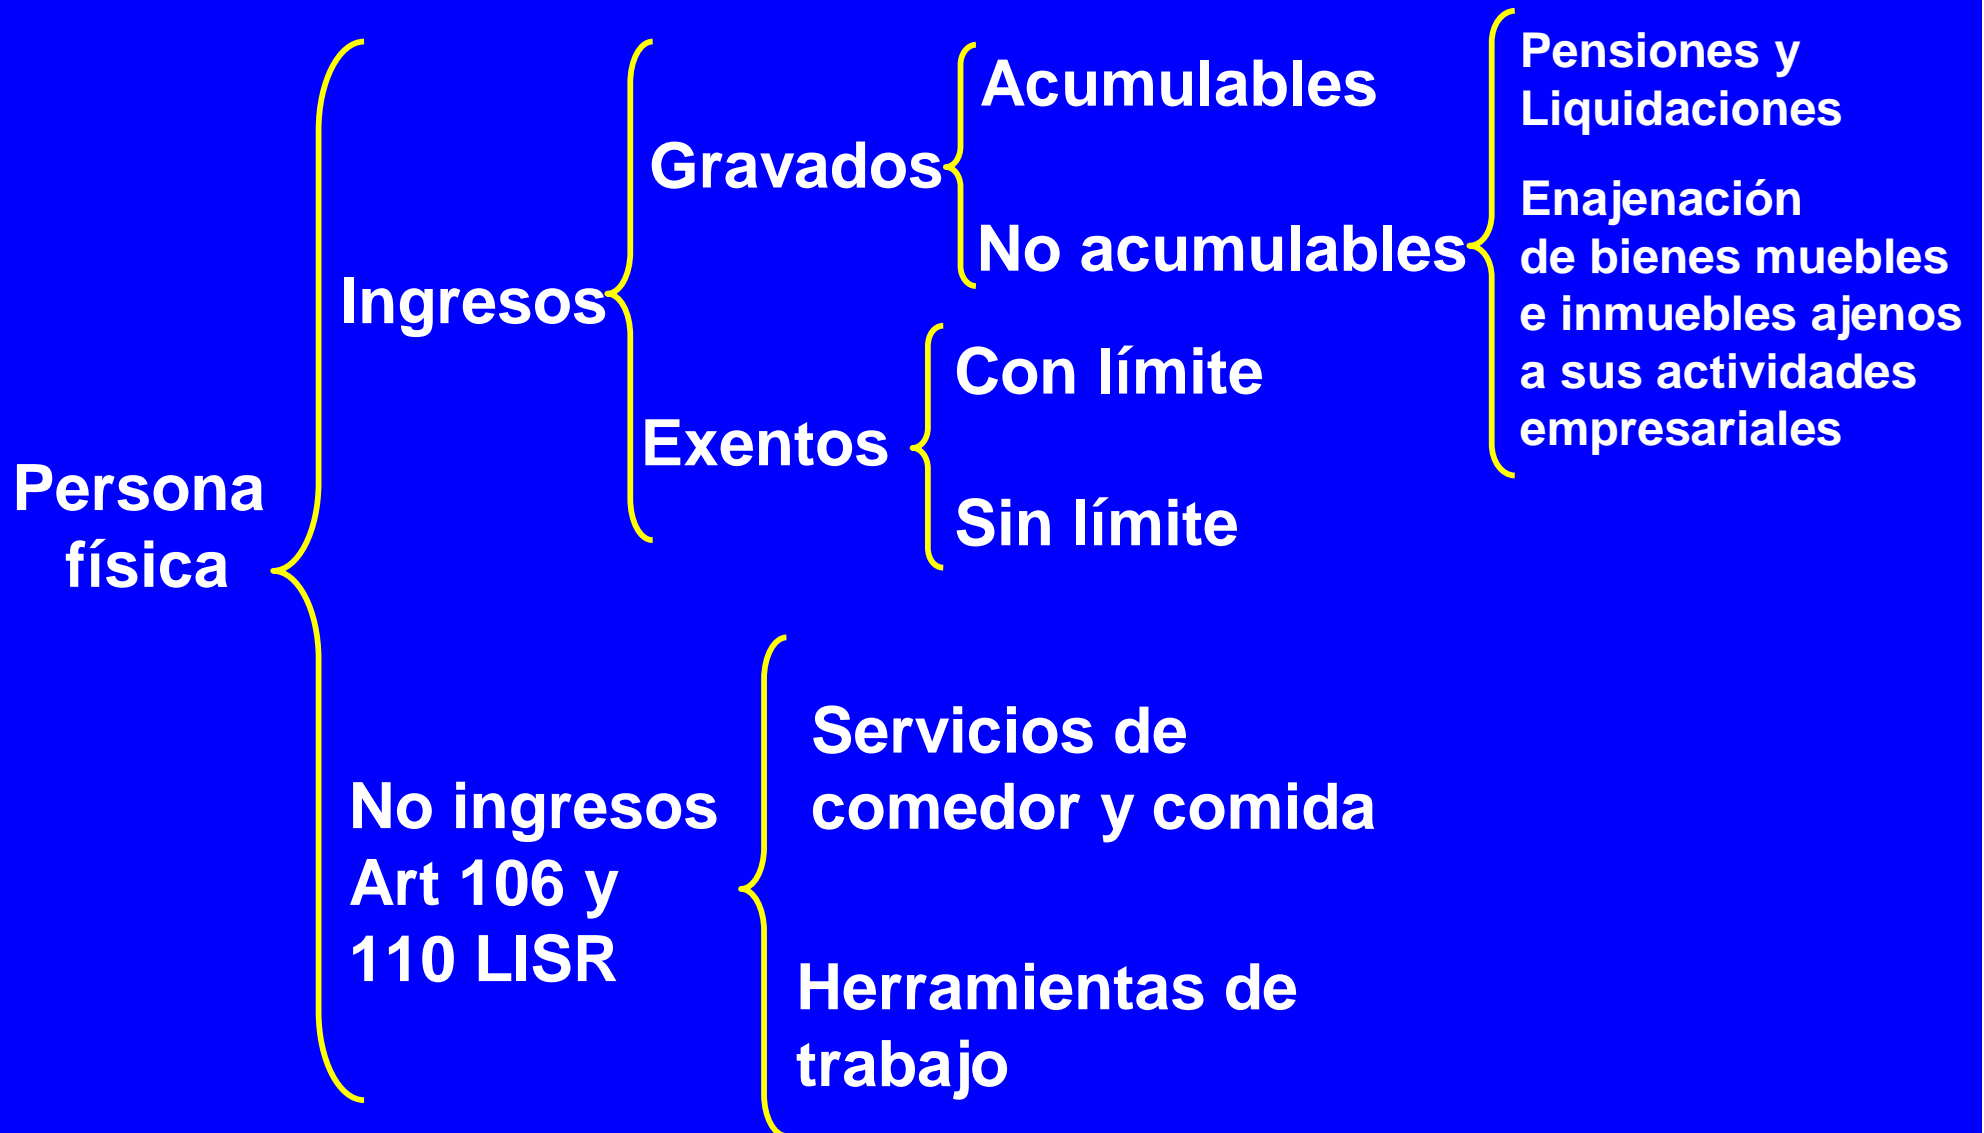 Persona
física
Ingresos
Gravados
Acumulables
No acumulables
Pensiones y
Liquidaciones
Enajenación
de bienes muebles
e inmuebles ajenos
a sus actividades
empresariales
Exentos
Con límite
Sin límite
No ingresos
Art 106 y
110 LISR
Servicios de
comedor y comida
Herramientas de
trabajo